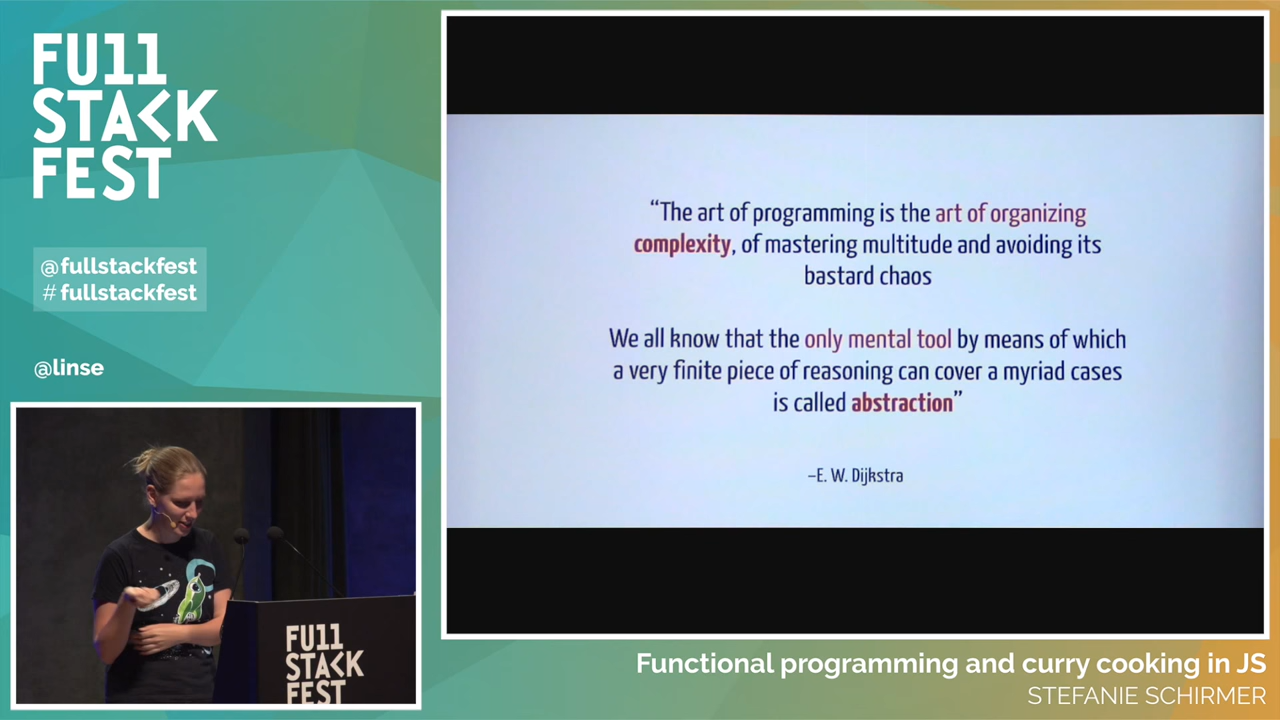 FU11
STACK
FEST
@fullstackfest
# fullstackfest
@linse
“The art of programming is the art of organizing
complexity, of mastering multitude and avoiding its
bastard chaos
We all know that the only mental tool by means of which
a very finite piece of reasoning can cover a myriad cases
is called abstraction”
–E. W. Dijkstra
FU11
STACK
FEST
Functional programming and curry cooking in JS
STEFANIE SCHIRMER